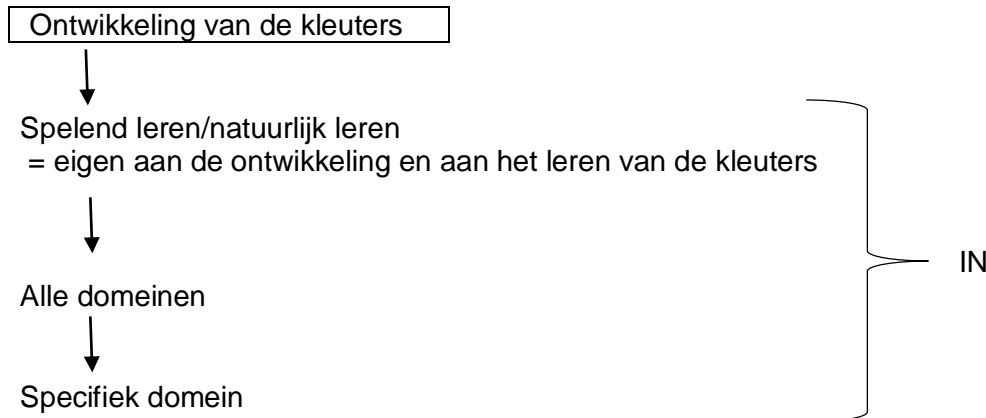 Ontwikkeling van de kleuters
Spelend leren/natuurlijk leren
= eigen aan de ontwikkeling en aan het leren van de kleuters
IN
Alle domeinen
Specifiek domein